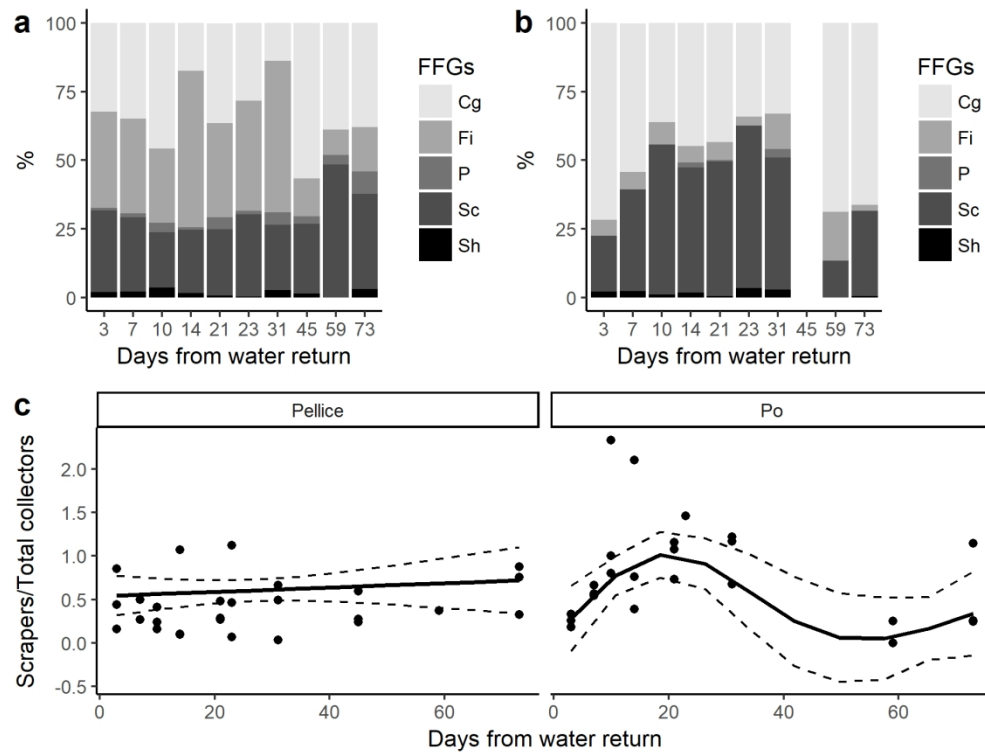 a
100
75
50
25
0
%
3 7 10 14 21 23 31 45 59 73
Days from water return
FFGs
Cg
Fi
P
Sc
Sh
b
100
75
50
25
0
%
3 7 10 14 21 23 31 45 59 73
Days from water return
FFGs
Cg
Fi
P
Sc
Sh
c
Pellice
Po
Scrapers/Total collectors
2.0
1.5
1.0
0.5
0.0
-0.5
0 20 40 60
0 20 40 60
Days from water return